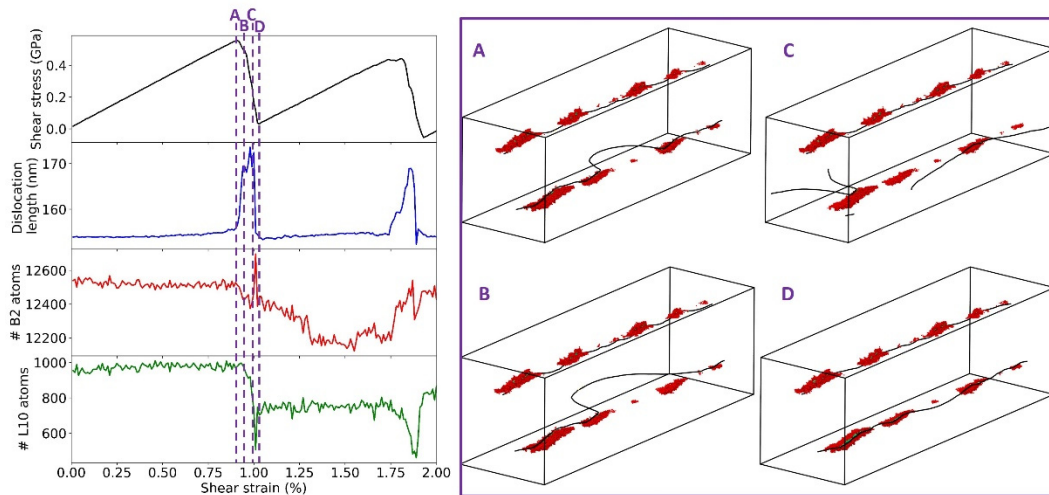 A
B
C
D
Shear stress (GPa)
0.4
0.2
0.0
Dislocation
length (nm)
170
160
# B2 atoms
12600
12400
12200
# L10 atoms
1000
800
600
0.00 0.25 0.50 0.75 1.00 1.25 1.50 1.75 2.00
Shear strain (%)
A
C
B
D